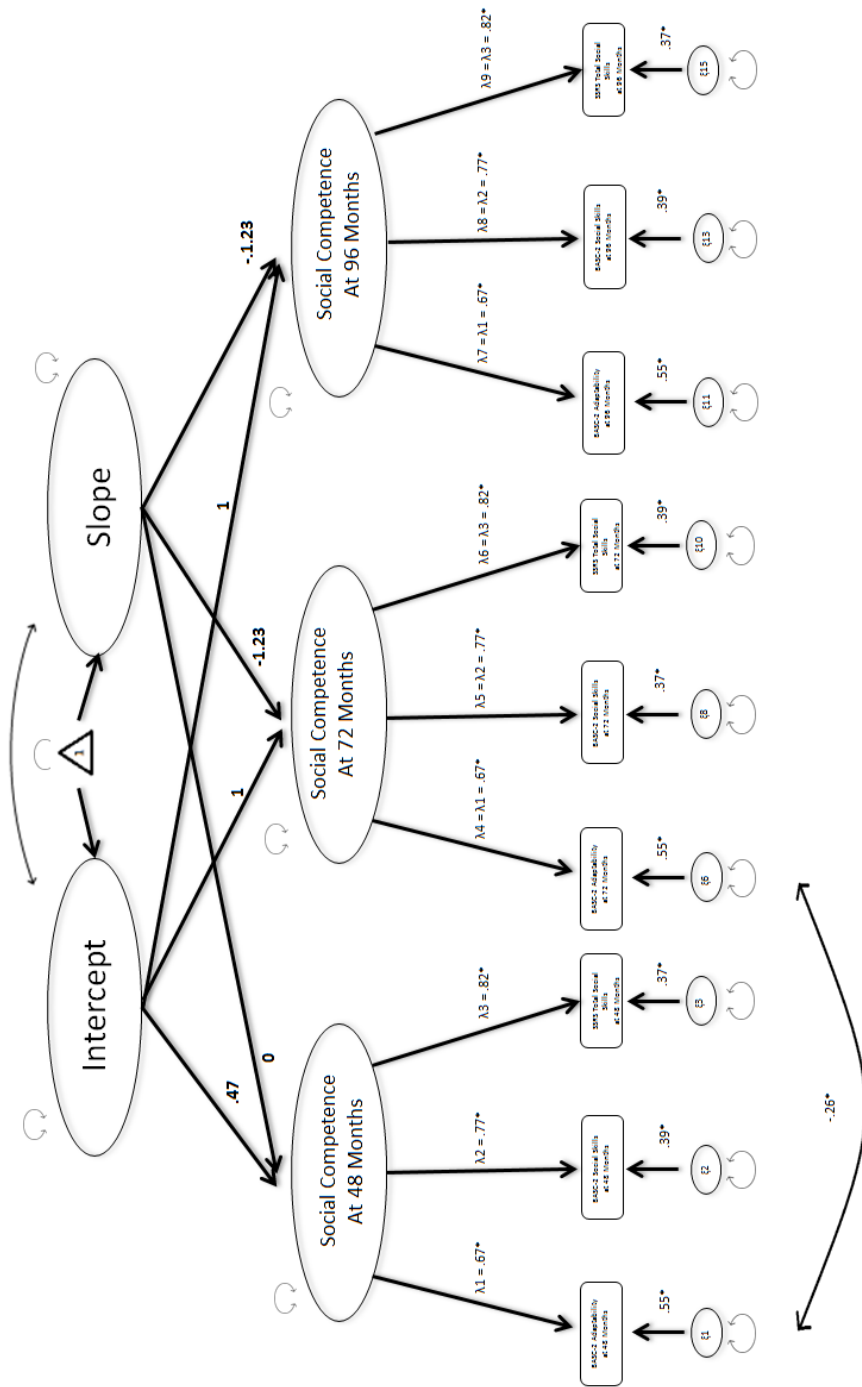 1
Intercept
Slope
.47
0
1
-1.23
1
-.1.23
Social Competence
At 48 Months
Social Competence
At 72 Months
Social Competence
At 96 Months
λ1 = .67*
λ2 = .77*
λ3 = .82*
λ4 = λ1 = .67*
λ5 = λ2 = .77*
λ6 = λ3 = .82*
λ7 = λ1 = .67*
λ8 = λ2 = .77*
λ9 = λ3 = .82*
BASC-2 Adaptability
at 48 Months
BASC-2 Social Skills
at 48 Months
SSRS Total Social
Skills
at 48 Months
BASC-2 Adaptability
at 72 Months
BASC-2 Social Skills
at 72 Months
SSRS Total Social
Skills
at 72 Months
BASC-2 Adaptability
at 96 Months
BASC-2 Social Skills
at 96 Months
SSRS Total Social
Skills
at 96 Months
.55*
.39*
.37*
.55*
.37*
.39*
.55*
.39*
.37*
ξ1
ξ2
ξ3
ξ6
ξ8
ξ10
ξ11
ξ13
ξ15
-.26*